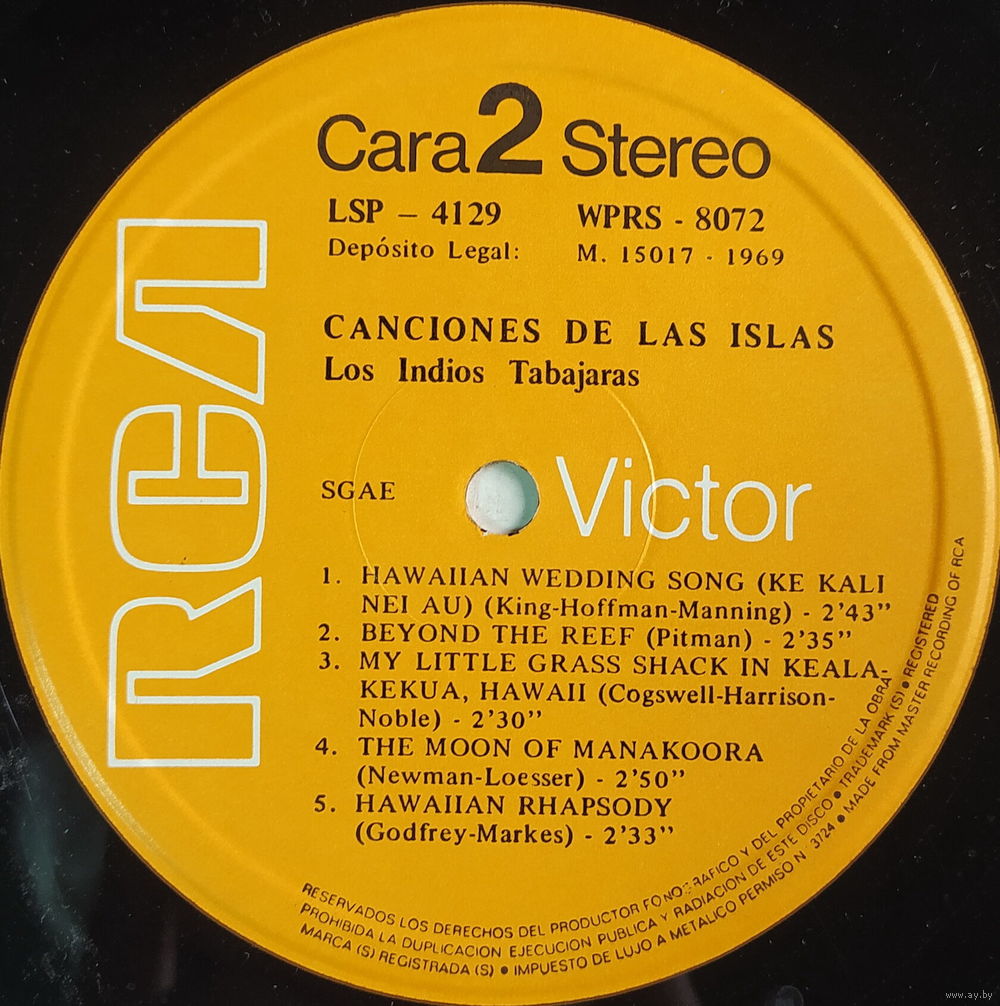 Cara 2 Stereo
LSP – 4129 WPRS - 8072
Depósito Legal: M. 15017 - 1969
CANCIONES DE LAS ISLAS
Los Indios Tabajaras
RCA
SGAE
Victor
1. HAWAIIAN WEDDING SONG (KE KALI
NEI AU) (King-Hoffman-Manning) - 2’43”
2. BEYOND THE REEF (Pitman) - 2’35”
3. MY LITTLE GRASS SHACK IN KEALA-
KEKUA, HAWAII (Cogswell-Harrison-
Noble) - 2’30”
4. THE MOON OF MANAKOORA
(Newman-Loesser) - 2’50”
5. HAWAIIAN RHAPSODY
(Godfrey-Markes) - 2’33”
RESERVADOS LOS DERECHOS DEL PRODUCTOR FONOGRAFICO Y DEL PROPIETARIO DE LA OBRA
PROHIBIDA LA DUPLICACION EJECUCION PUBLICA Y RADIACION DE ESTE DISCO ● TRADEMARK (S) ● REGISTERED
MARCA (S) REGISTRADA (S) ● IMPUESTO DE LUJO A METALICO PERMISO N. 3724 ● MADE FROM MASTER RECORDING OF RCA
www.ay.by